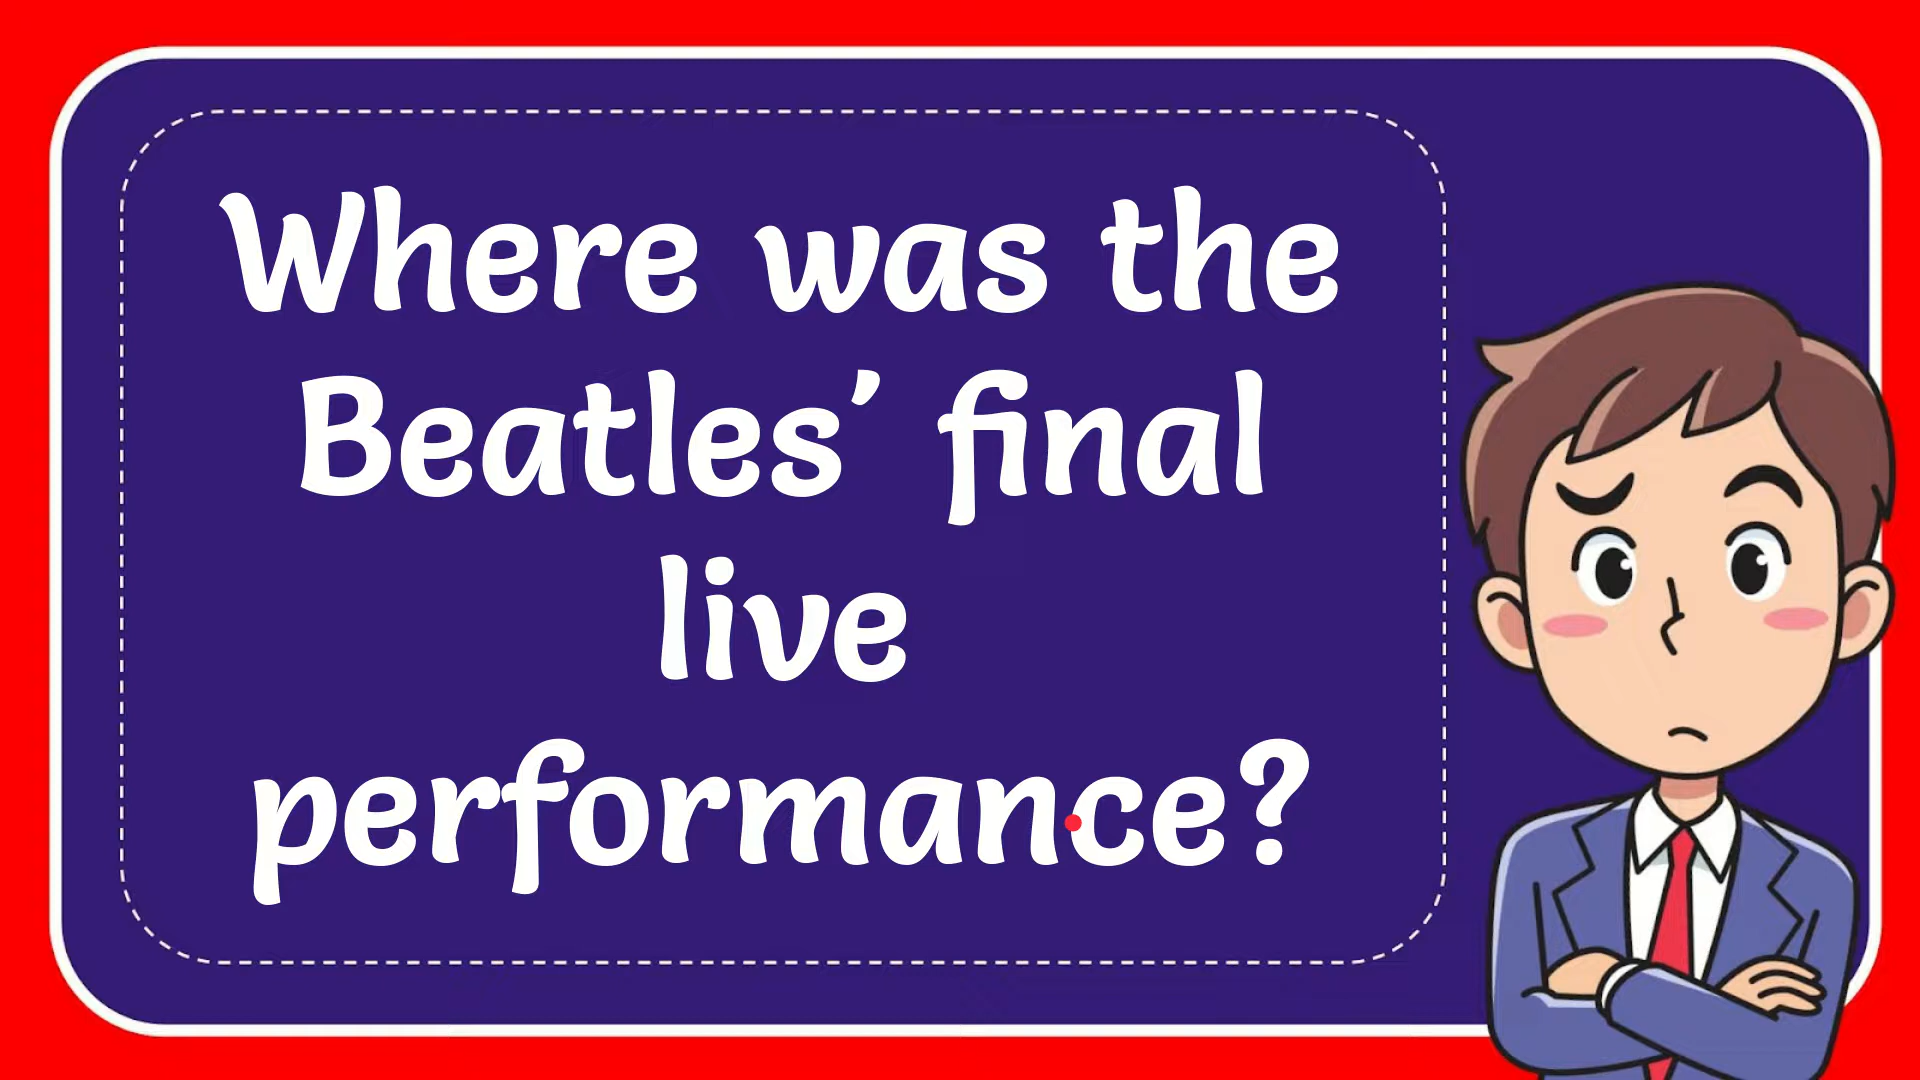 Where was the
Beatles’ final
live
performance?